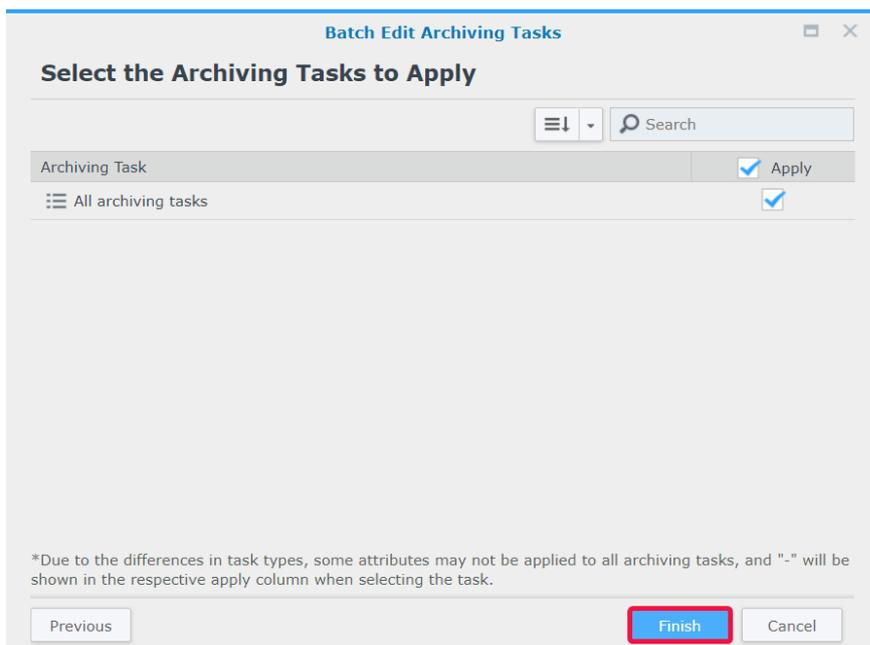 Batch Edit Archiving Tasks
Select the Archiving Tasks to Apply
Search
Archiving Task Apply
All archiving tasks
*Due to the differences in task types, some attributes may not be applied to all archiving tasks, and "-" will be
shown in the respective apply column when selecting the task.
Previous Finish Cancel